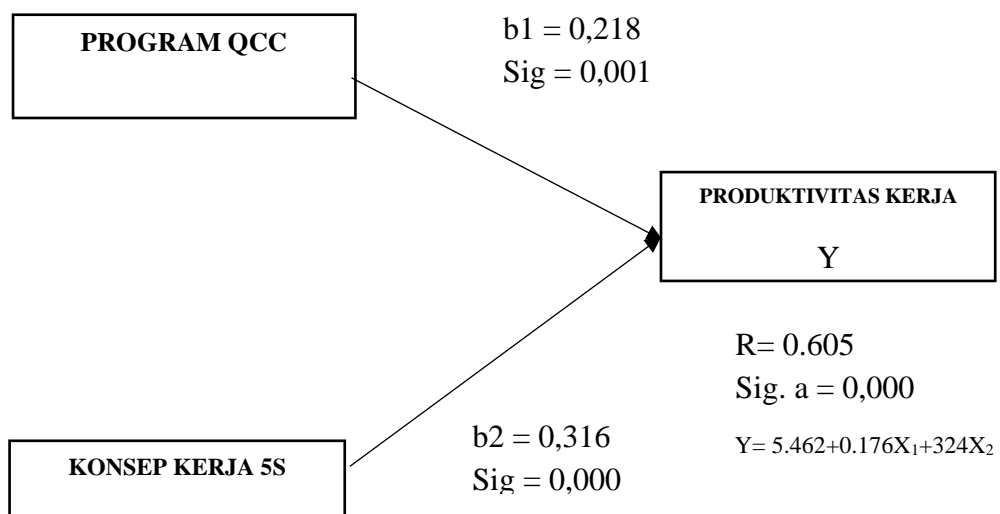 PROGRAM QCC
b1 = 0,218
Sig = 0,001
PRODUKTIVITAS KERJA
Y
R= 0.605
Sig. a = 0,000
Y= 5.462+0.176X₁+324X₂
b2 = 0,316
Sig = 0,000
KONSEP KERJA 5S